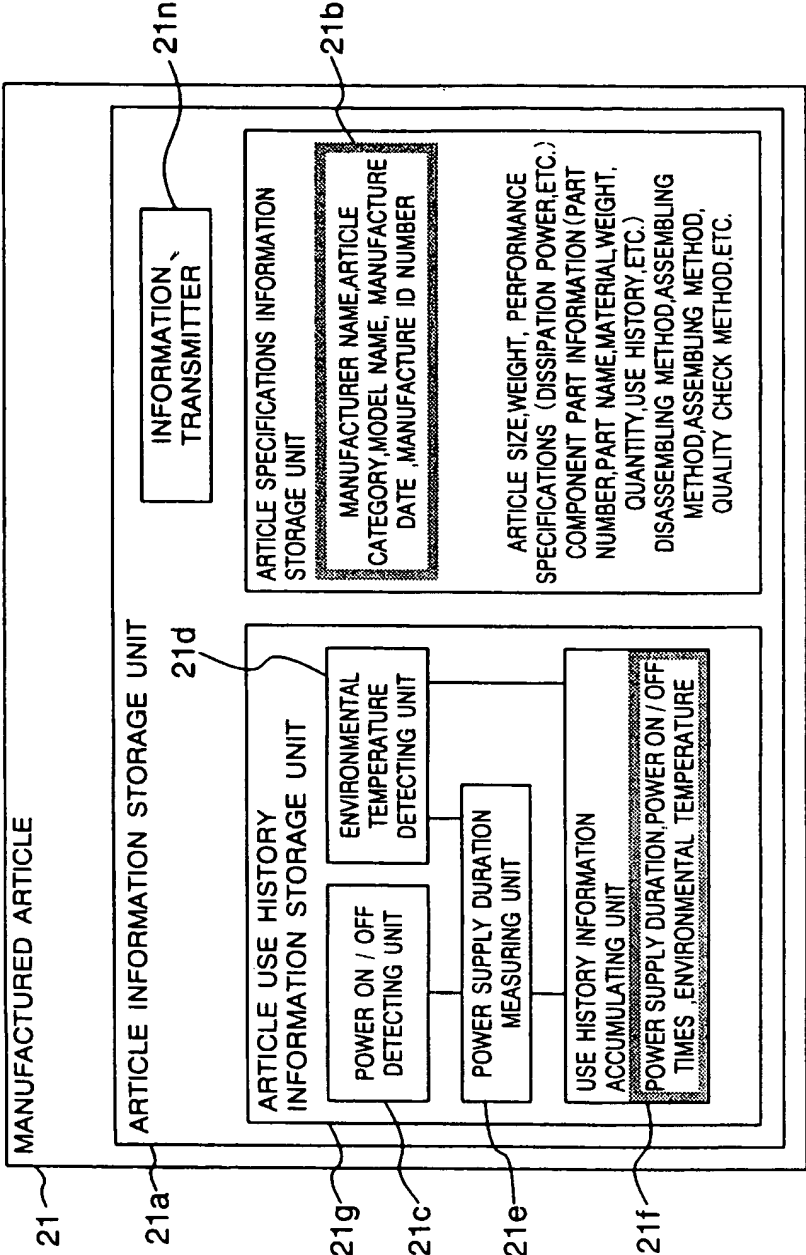 21
MANUFACTURED ARTICLE
21a
ARTICLE INFORMATION STORAGE UNIT
INFORMATION
TRANSMITTER
21n
21g
ARTICLE USE HISTORY
INFORMATION STORAGE UNIT
21c
POWER ON / OFF
DETECTING UNIT
21d
ENVIRONMENTAL
TEMPERATURE
DETECTING UNIT
21e
POWER SUPPLY DURATION
MEASURING UNIT
USE HISTORY INFORMATION
ACCUMULATING UNIT
21f
POWER SUPPLY DURATION,POWER ON / OFF
TIMES ,ENVIRONMENTAL TEMPERATURE
ARTICLE SPECIFICATIONS INFORMATION
STORAGE UNIT
21b
MANUFACTURER NAME,ARTICLE
CATEGORY,MODEL NAME, MANUFACTURE
DATE ,MANUFACTURE ID NUMBER
ARTICLE SIZE,WEIGHT, PERFORMANCE
SPECIFICATIONS (DISSIPATION POWER,ETC.)
COMPONENT PART INFORMATION(PART
NUMBER,PART NAME,MATERIAL,WEIGHT,
QUANTITY,USE HISTORY,ETC.)
DISASSEMBLING METHOD,ASSEMBLING
METHOD,ASSEMBLING METHOD,
QUALITY CHECK METHOD,ETC.